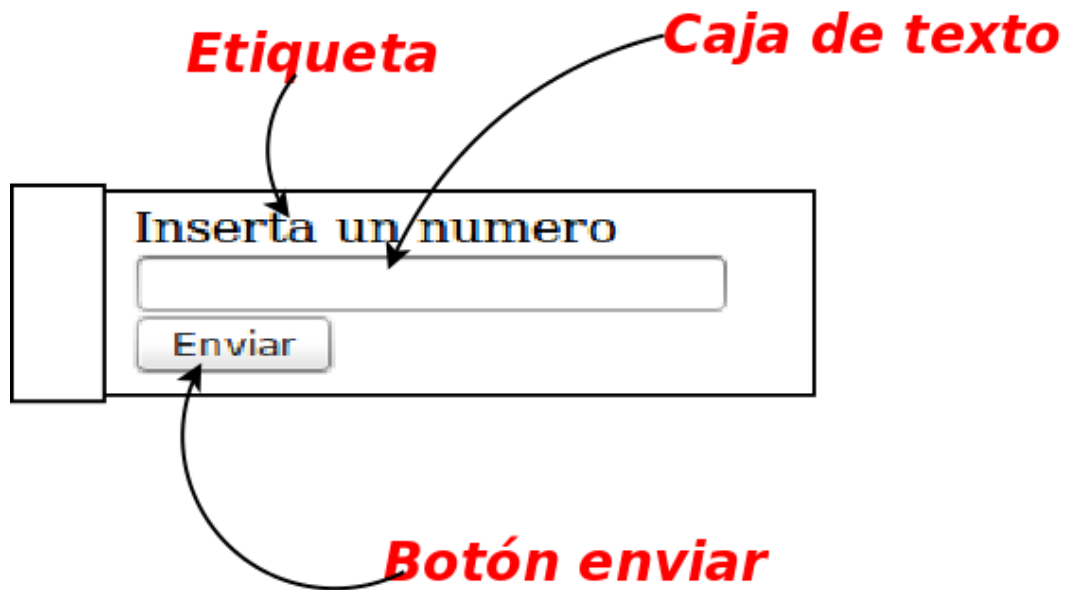 Etiqueta
Caja de texto
Inserta un numero
Enviar
Botón enviar